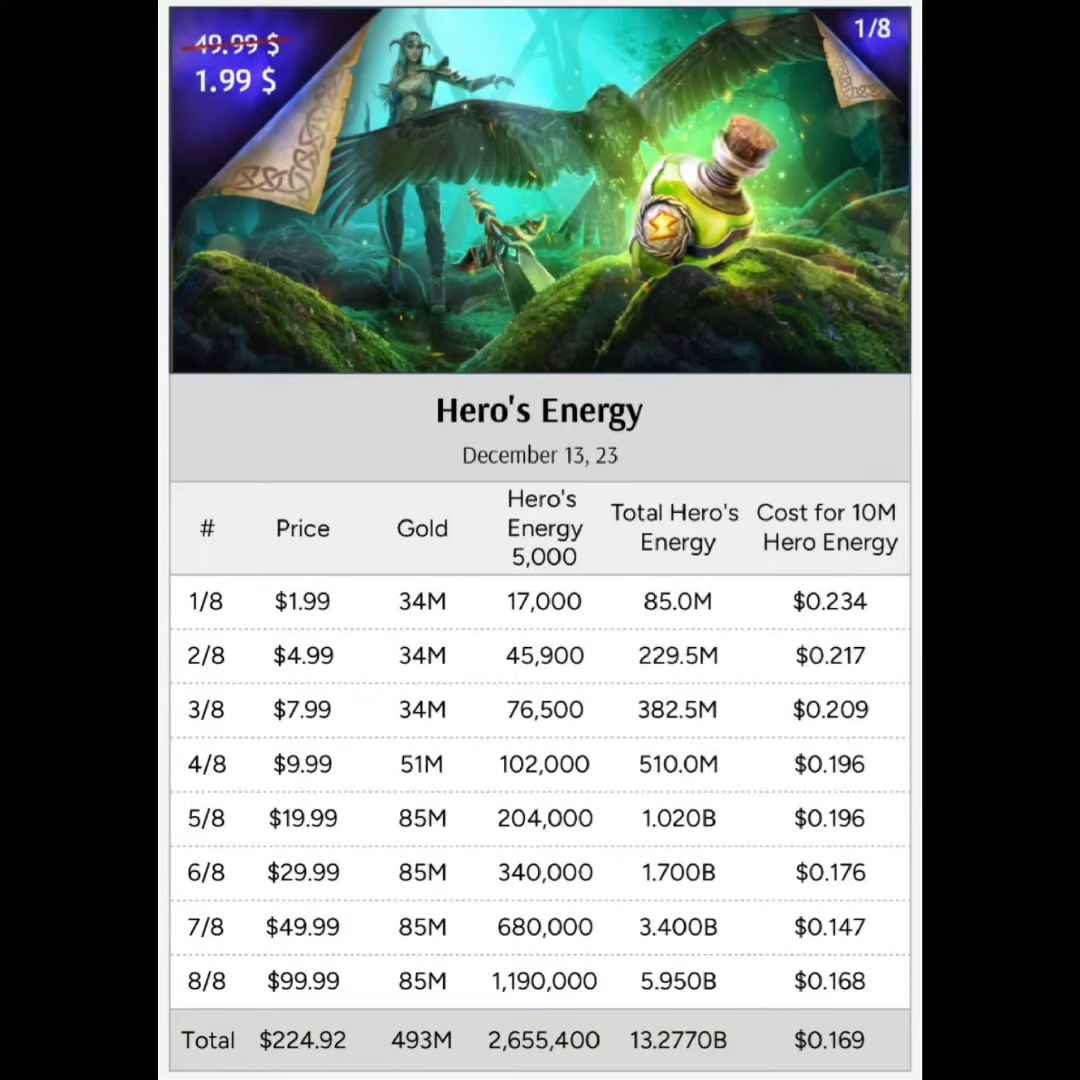 49.99 $
1.99 $
1/8
Hero's Energy
December 13, 23
# Price Gold Hero's Energy 5,000 Total Hero's Energy Cost for 10M Hero Energy
1/8 $1.99 34M 17,000 85.0M $0.234
2/8 $4.99 34M 45,900 229.5M $0.217
3/8 $7.99 34M 76,500 382.5M $0.209
4/8 $9.99 51M 102,000 510.0M $0.196
5/8 $19.99 85M 204,000 1.020B $0.196
6/8 $29.99 85M 340,000 1.700B $0.176
7/8 $49.99 85M 680,000 3.400B $0.147
8/8 $99.99 85M 1,190,000 5.950B $0.168
Total $224.92 493M 2,655,400 13.2770B $0.169